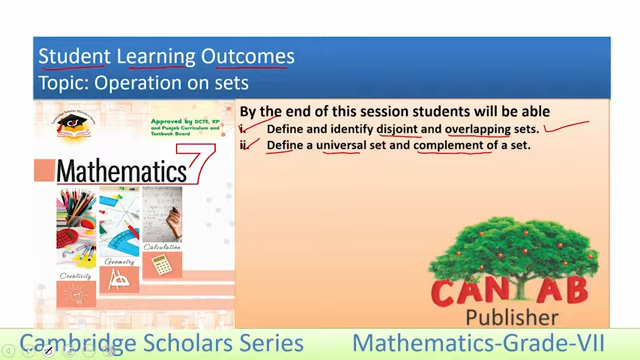 Student Learning Outcomes
Topic: Operation on sets
By the end of this session students will be able
i. Define and identify disjoint and overlapping sets.
ii. Define a universal set and complement of a set.
Approved by DCTE, KP
and Punjab Curriculum and
Textbook Board
Mathematics 7
Calculation
Geometry
Creativity
CANTAB
Publisher
Cambridge Scholars Series
Mathematics-Grade-VII